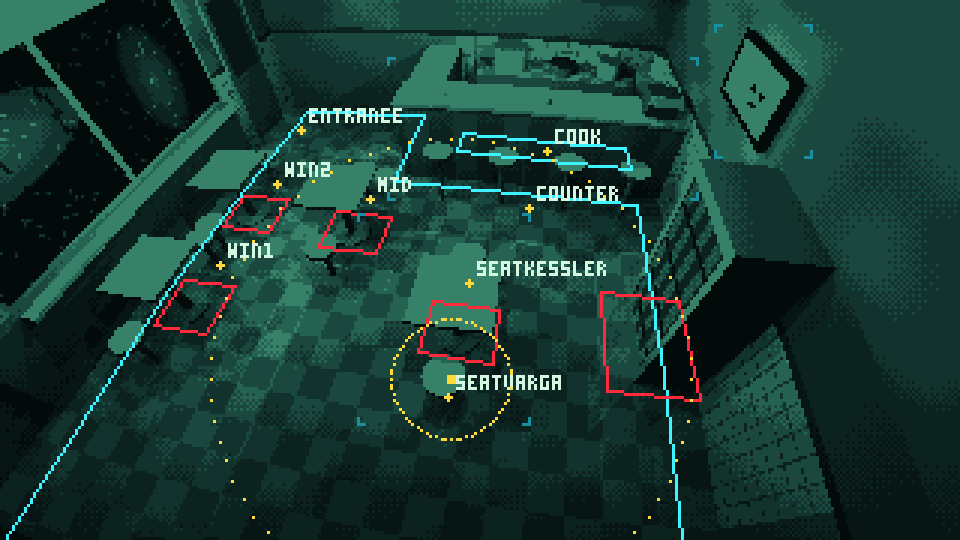 ENTRANCE
COOK
WIN2
MID
COUNTER
WIN1
SEATKESSLER
SEATVARGA